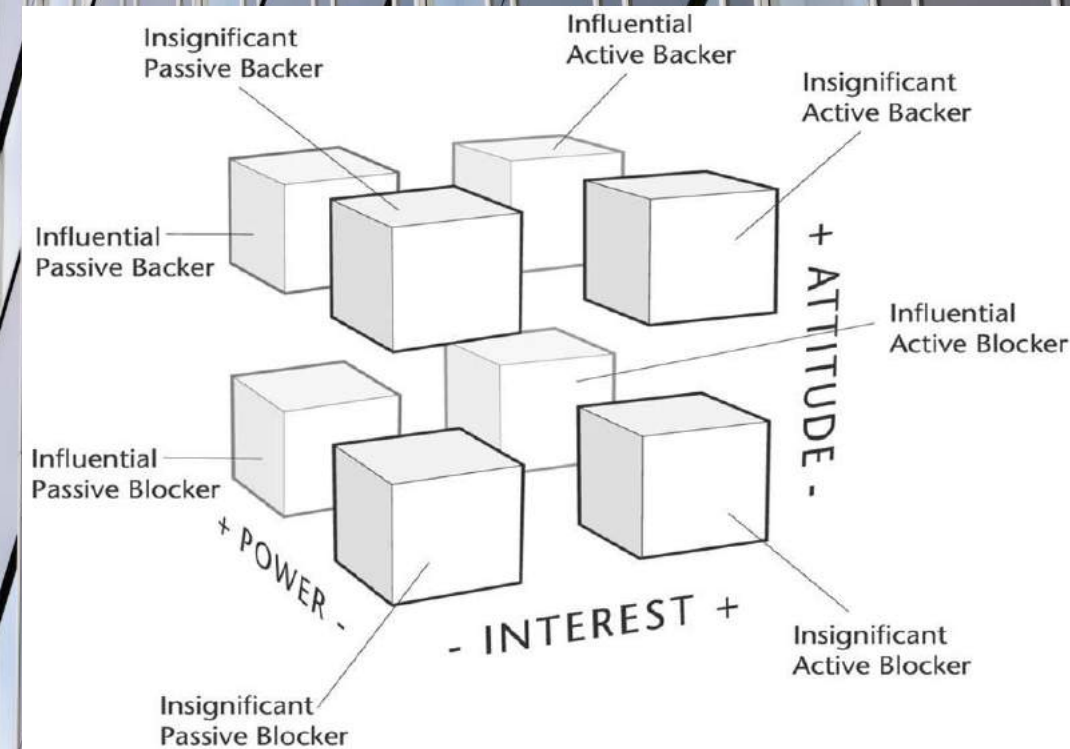 Insignificant
Passive Backer
Influential
Active Backer
Insignificant
Active Backer
Influential
Passive Backer
+ ATTITUDE -
Influential
Active Blocker
Influential
Passive Blocker
+ POWER -
- INTEREST +
Insignificant
Active Blocker
Insignificant
Passive Blocker